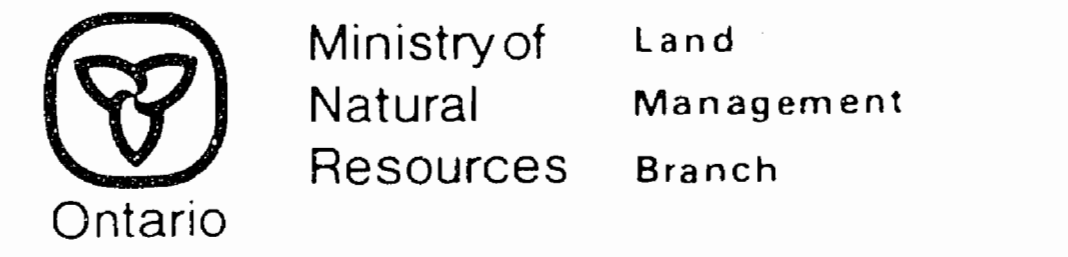 Ministry of
Natural
Resources
Land
Management
Branch
Ontario